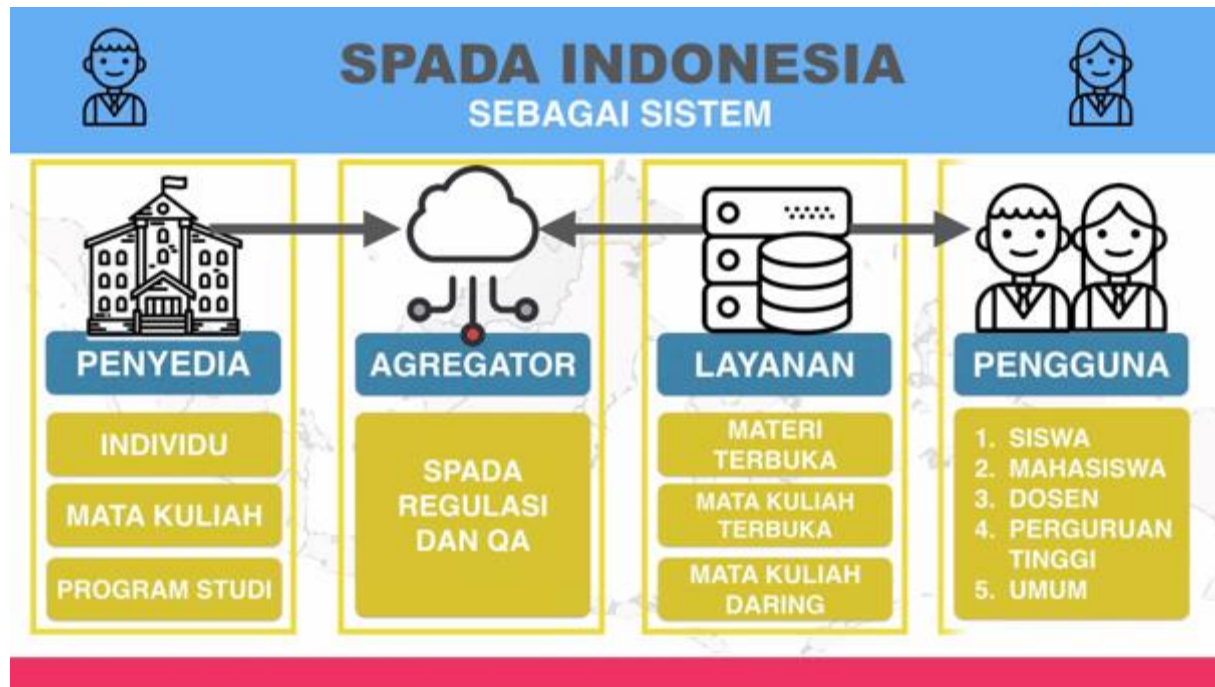 SPADA INDONESIA
SEBAGAI SISTEM
PENYEDIA
INDIVIDU
MATA KULIAH
PROGRAM STUDI
AGREGATOR
SPADA
REGULASI
DAN QA
LAYANAN
MATERI
TERBUKA
MATA KULIAH
TERBUKA
MATA KULIAH
DARING
PENGGUNA
1. SISWA
2. MAHASISWA
3. DOSEN
4. PERGURUAN
TINGGI
5. UMUM